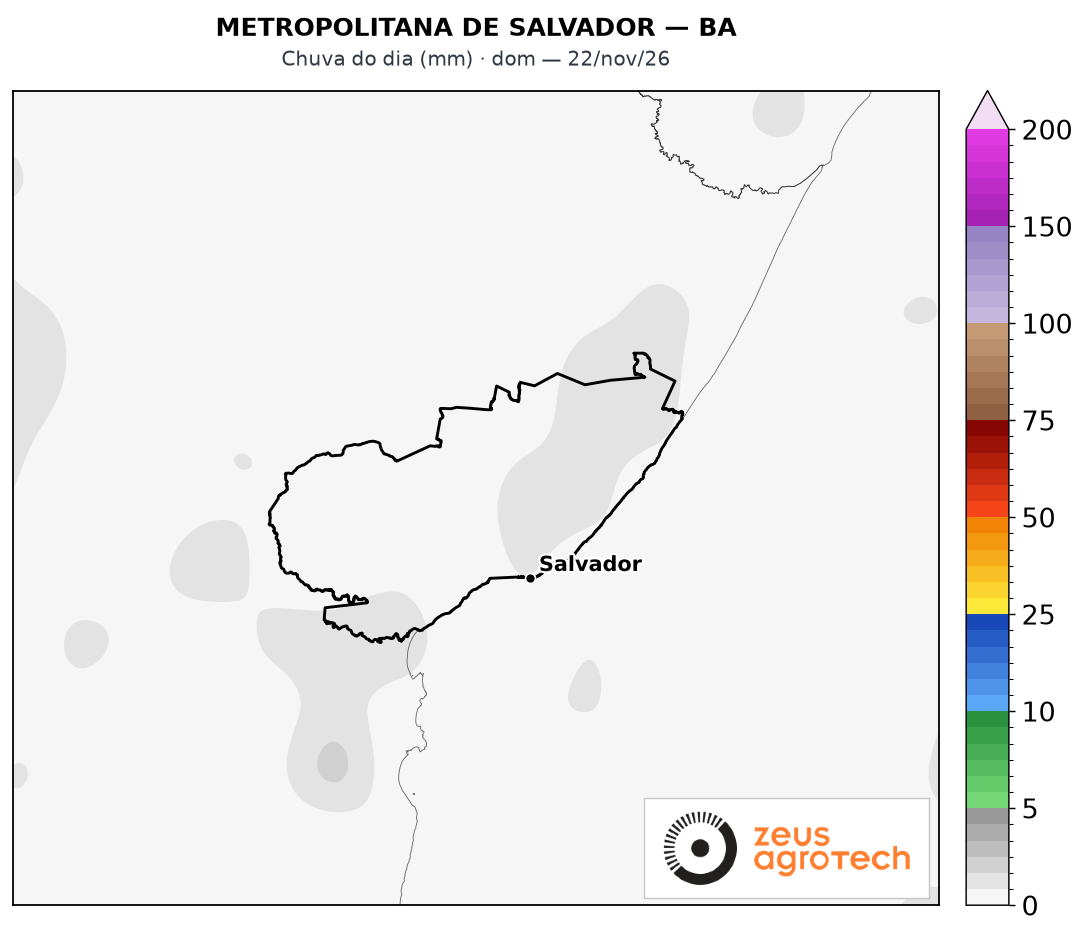 METROPOLITANA DE SALVADOR — BA
Chuva do dia (mm) · dom — 22/nov/26
200
150
100
75
50
25
10
5
0
Salvador
zeus
agrotech